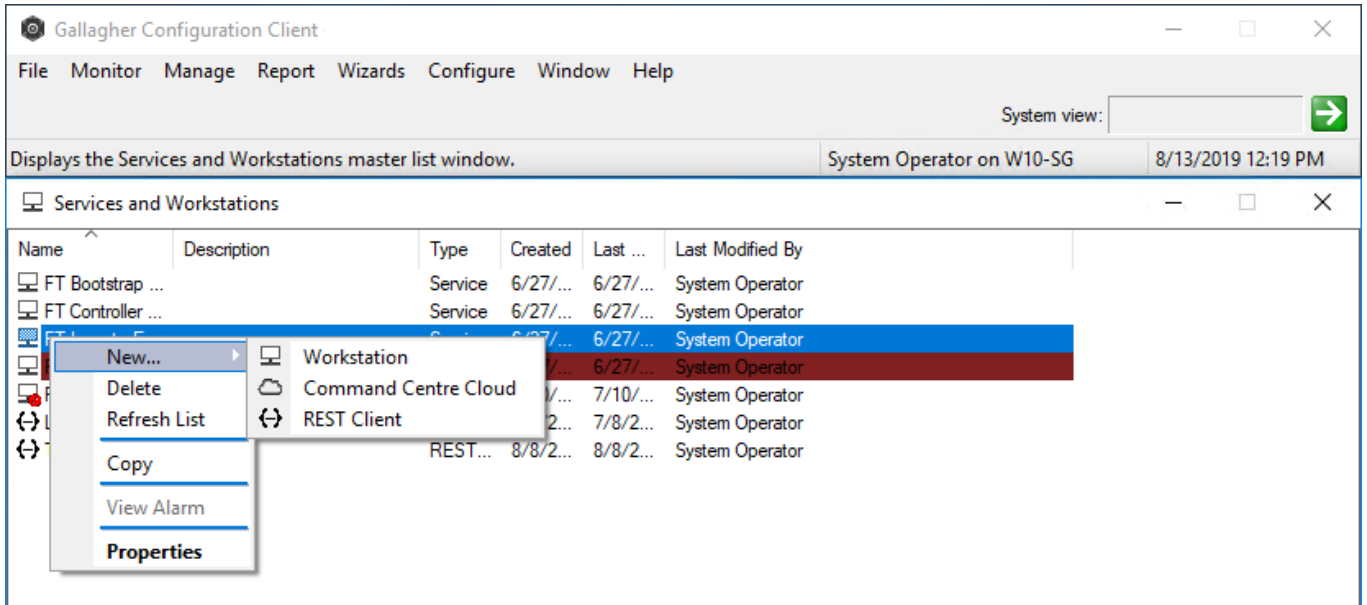 Gallagher Configuration Client
File Monitor Manage Report Wizards Configure Window Help
System view:
Displays the Services and Workstations master list window. System Operator on W10-SG 8/13/2019 12:19 PM
Services and Workstations
Name Description Type Created Last ... Last Modified By
FT Bootstrap ... Service 6/27/... 6/27/... System Operator
FT Controller ... Service 6/27/... 6/27/... System Operator
6/27/... 6/27/... System Operator
6/27/... System Operator
7/10/... System Operator
7/8/2... System Operator
REST... 8/8/2... 8/8/2... System Operator
New...
Delete
Refresh List
Copy
View Alarm
Properties
Workstation
Command Centre Cloud
REST Client